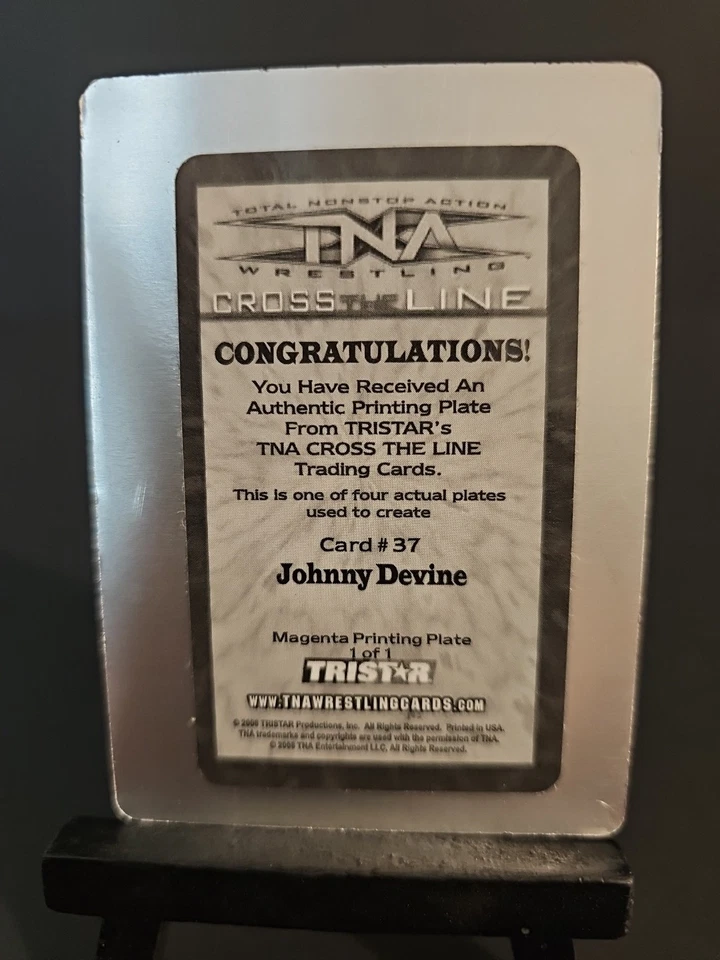 TOTAL NONSTOP ACTION
TNA
WRESTLING
CROSS THE LINE
CONGRATULATIONS!
You Have Received An
Authentic Printing Plate
From TRISTAR's
TNA CROSS THE LINE
Trading Cards.
This is one of four actual plates
used to create
Card # 37
Johnny Devine
Magenta Printing Plate
1 of 1
TRISTAR
WWW.TNAWRESTLINGCARDS.COM
© 2008 TRISTAR Productions, Inc. All Rights Reserved. Printed in USA.
TNA trademarks and copyrights are used with the permission of TNA.
© 2008 TNA Entertainment LLC, All Rights Reserved.